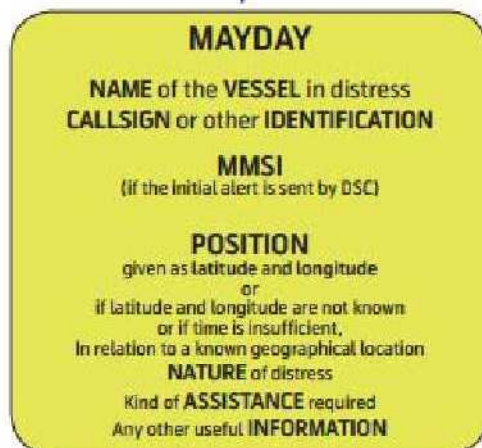 MAYDAY
NAME of the VESSEL in distress
CALLSIGN or other IDENTIFICATION
MMSI
(if the initial alert is sent by DSC)
POSITION
given as latitude and longitude
or
if latitude and longitude are not known
or if time is insufficient,
In relation to a known geographical location
NATURE of distress
Kind of ASSISTANCE required
Any other useful INFORMATION